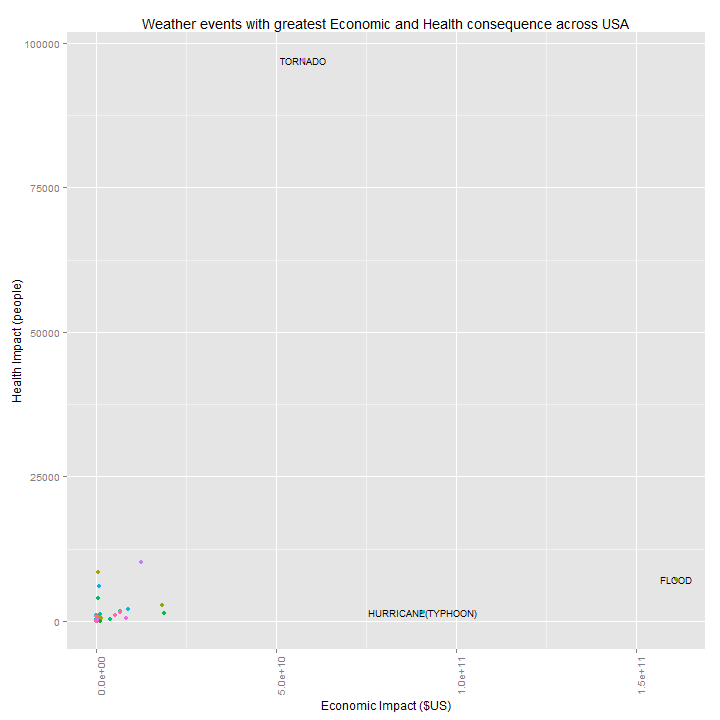 Weather events with greatest Economic and Health consequence across USA
100000
TORNADO
75000
Health Impact (people)
50000
25000
FLOOD
HURRICANE(TYPHOON)
0
0.0e+00
5.0e+10
1.0e+11
1.5e+11
Economic Impact ($US)